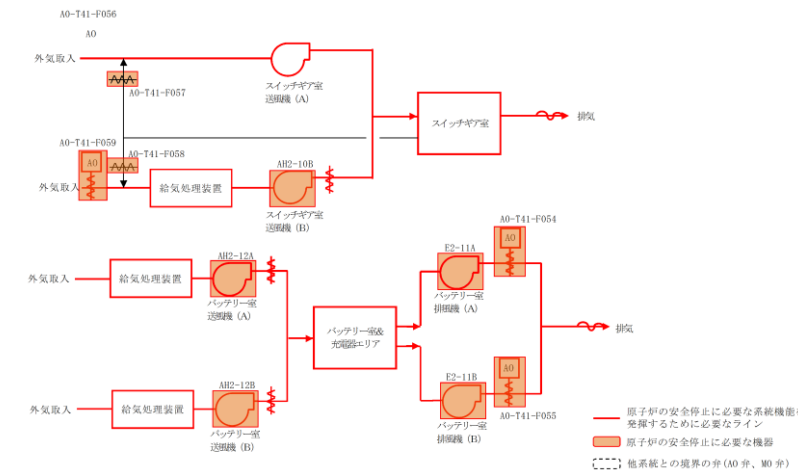 AO-T41-F056
AO
外気取入
AO-T41-F057
スイッチギア室
送風機 (A)
スイッチギア室
排気
AO-T41-F059
AO-T41-F058
AO
AH2-10B
外気取入
給気処理装置
スイッチギア室
送風機 (B)
AO-T41-F054
AO
AH2-12A
E2-11A
外気取入
給気処理装置
バッテリー室
送風機 (A)
バッテリー室
排風機 (A)
バッテリー室&
充電器エリア
排気
AH2-12B
E2-11B
AO
外気取入
給気処理装置
AO-T41-F055
バッテリー室
送風機 (B)
バッテリー室
排風機 (B)
原子炉の安全停止に必要な系統機能
発揮するために必要なライン
原子炉の安全停止に必要な機器
他系統との境界の弁(AO 弁、MO 弁)